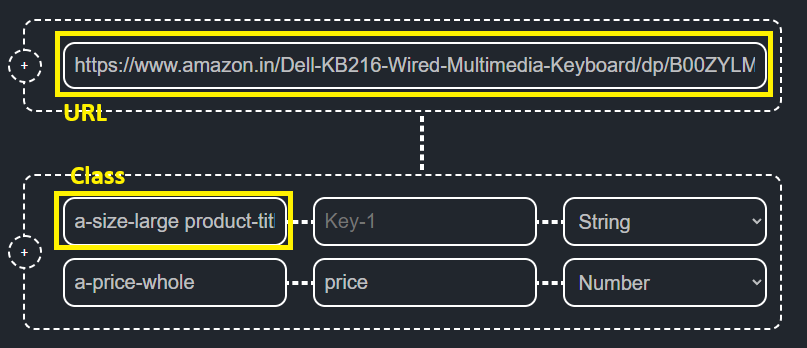 +
https://www.amazon.in/Dell-KB216-Wired-Multimedia-Keyboard/dp/B00ZYLM
URL
Class
a-size-large product-tit
Key-1
String
+
a-price-whole
price
Number